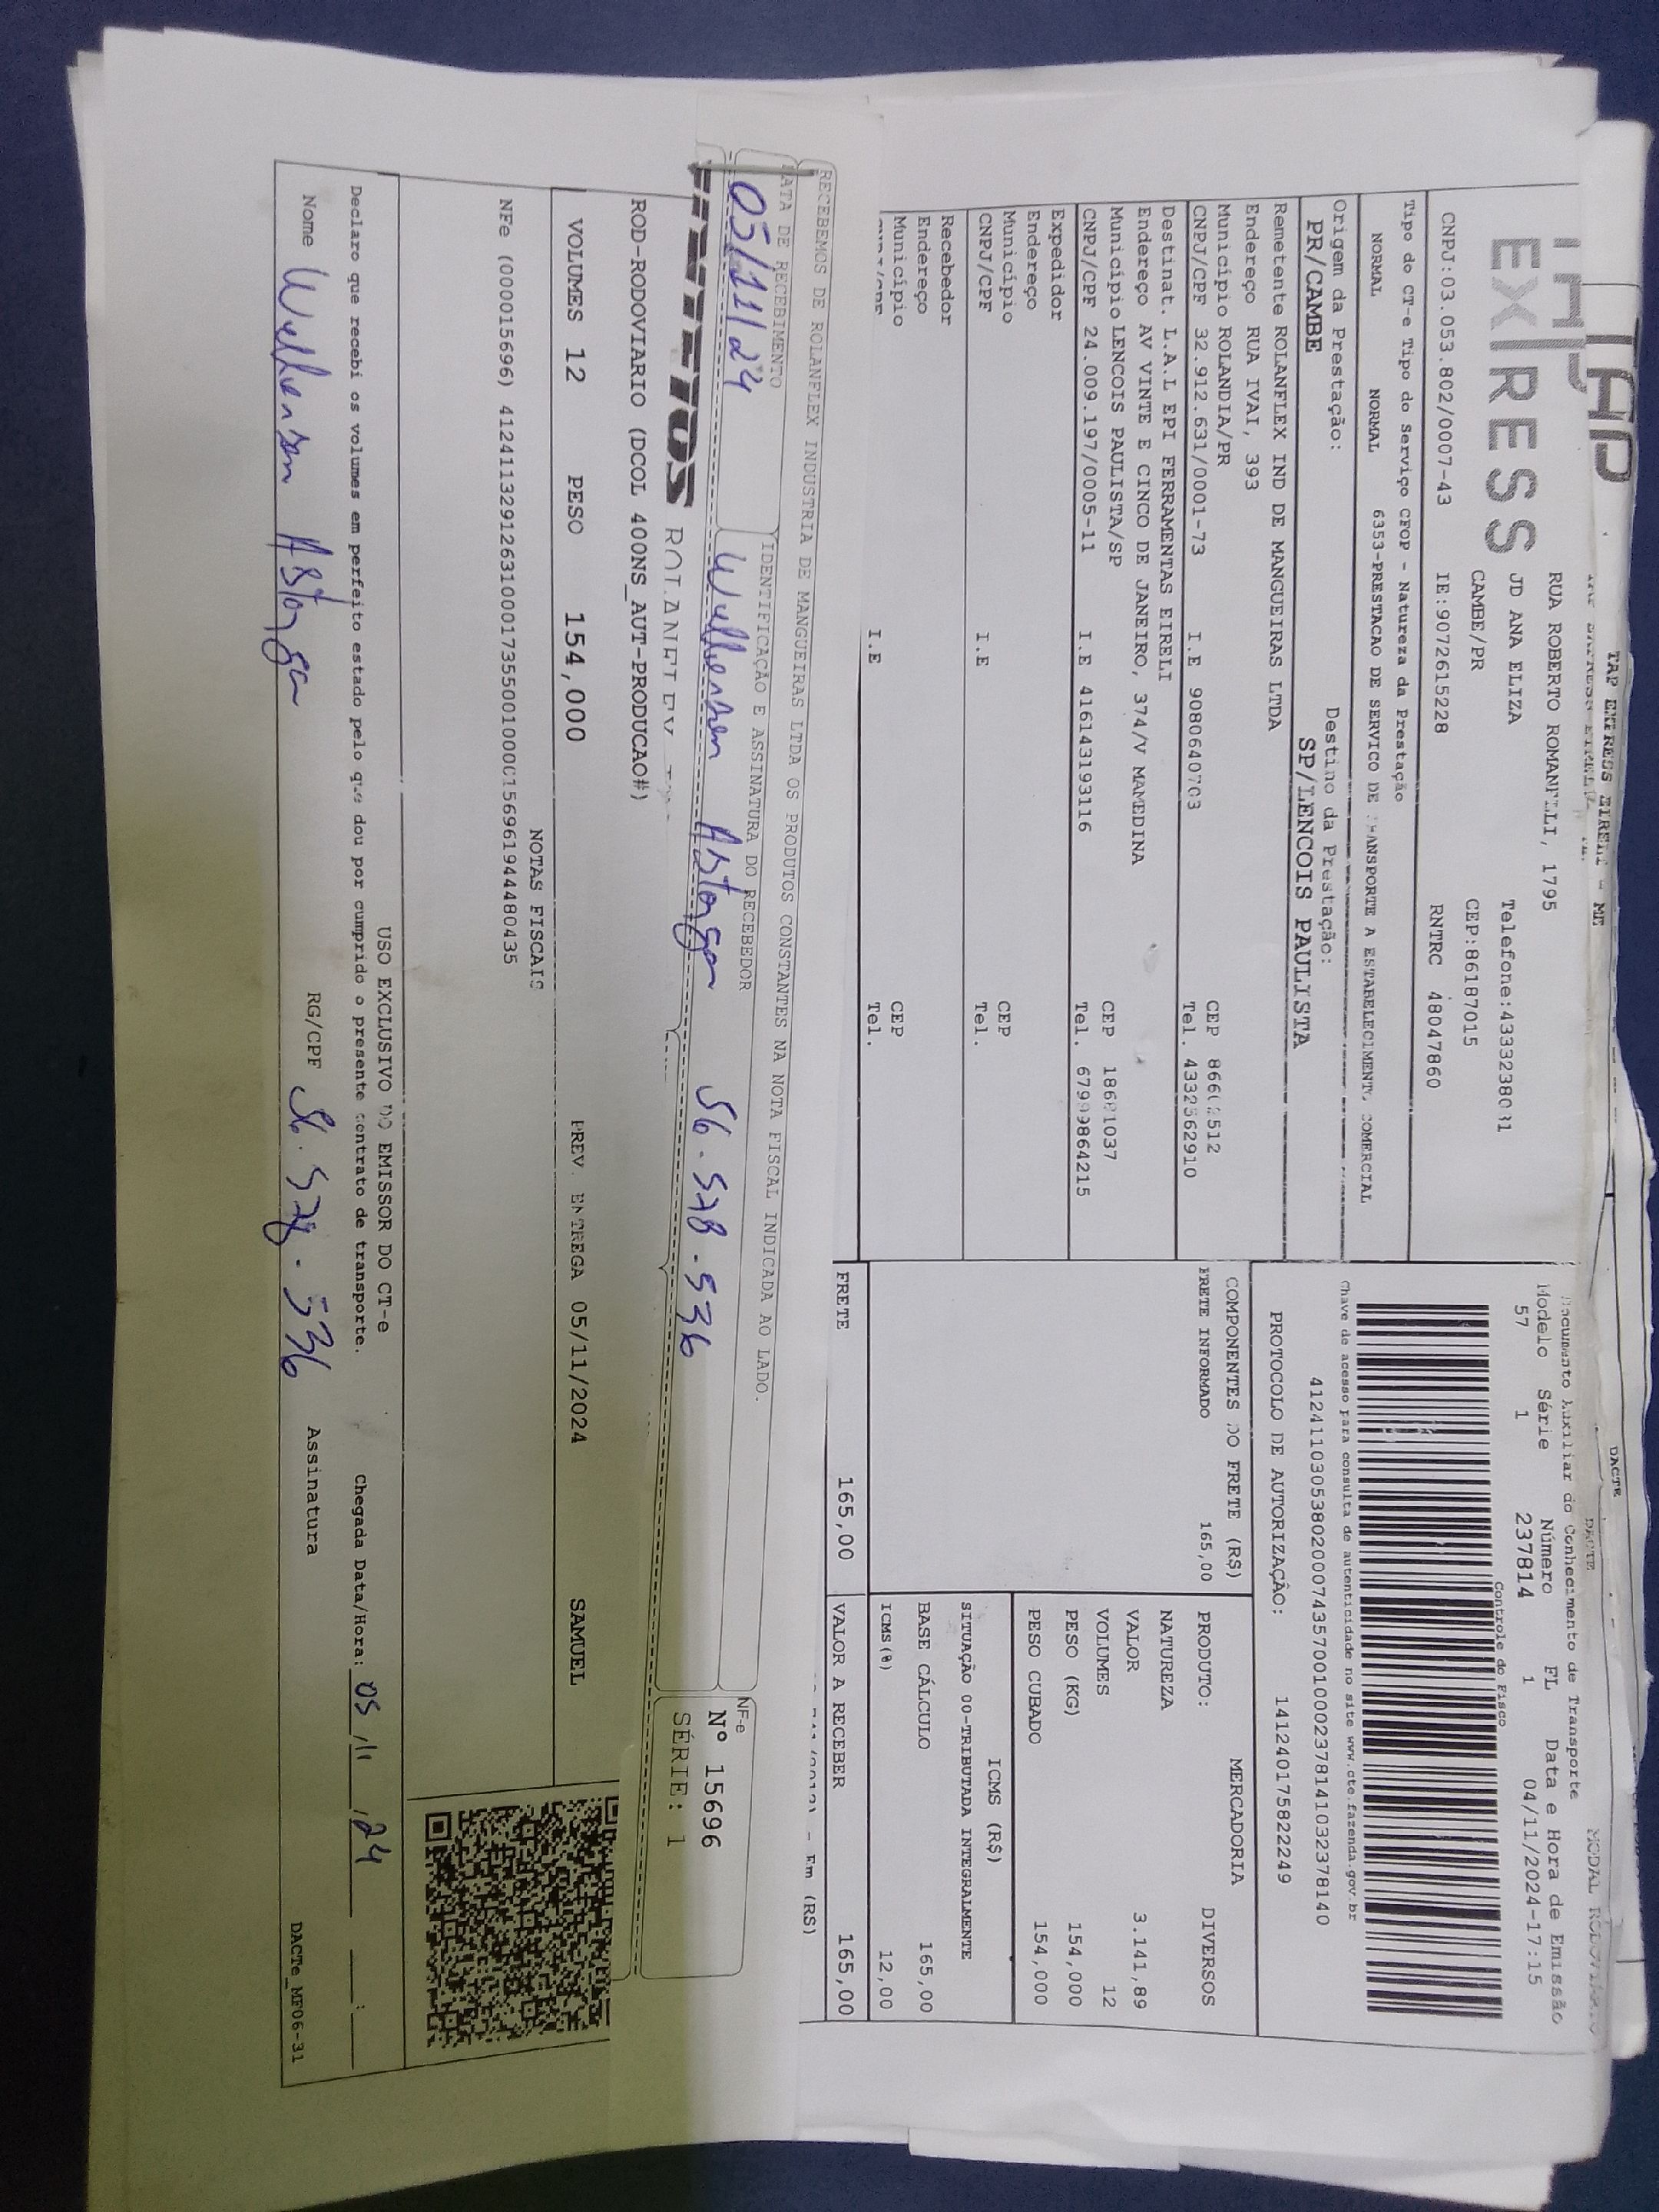 TAP EXPRESS EIRELI - ME
DACTE
TAP
EXPRESS
RUA ROBERTO ROMANELLI, 1795
JD ANA ELIZA
CAMBE/PR
Telefone:4333238031
CEP:86187015
CNPJ:03.053.802/0007-43 IE:9072615228 RNTRC 48047860
DACTE MODAL RODOVIARIO
Documento Auxiliar do Conhecimento de Transporte
Modelo Série Número FL Data e Hora de Emissão
57 1 237814 1 04/11/2024-17:15
Controle do Fisco
Chave de acesso para consulta de autenticidade no site www.cte.fazenda.gov.br
41241103053802000743570010002378141032378140
PROTOCOLO DE AUTORIZAÇÃO: 141240175822249
Tipo do CT-e Tipo do Serviço CFOP - Natureza da Prestação
NORMAL NORMAL 6353-PRESTACAO DE SERVICO DE TRANSPORTE A ESTABELECIMENTO COMERCIAL
Origem da Prestação: Destino da Prestação:
PR/CAMBE SP/LENCOIS PAULISTA
Remetente ROLANFLEX IND DE MANGUEIRAS LTDA
Endereço RUA IVAI, 393
Município ROLANDIA/PR CEP
CNPJ/CPF 32.912.631/0001-73 I.E 9080640703 Tel. 4332562910
Destinat. L.A.L EPI FERRAMENTAS EIRELI
Endereço AV VINTE E CINCO DE JANEIRO, 374/V MAMEDINA
Município LENCOIS PAULISTA/SP CEP 18681037
CNPJ/CPF 24.009.197/0005-11 I.E 416143193116 Tel. 67999864215
Expedidor
Endereço
Município CEP
CNPJ/CPF I.E Tel.
Recebedor
Endereço
Município CEP
I.E Tel.
COMPONENTES DO FRETE (R$)
FRETE INFORMADO 165,00
FRETE 165,00
MERCADORIA
PRODUTO: DIVERSOS
NATUREZA
VALOR 3.141,89
VOLUMES 12
PESO (KG) 154,000
PESO CUBADO 154,000
ICMS (R$)
SITUAÇÃO 00-TRIBUTADA INTEGRALMENTE
BASE CÁLCULO 165,00
ICMS(%) 12,00
VALOR A RECEBER 165,00
- Em (R$)
RECEBEMOS DE ROLANFLEX INDUSTRIA DE MANGUEIRAS LTDA OS PRODUTOS CONSTANTES NA NOTA FISCAL INDICADA AO LADO.
DATA DE RECEBIMENTO IDENTIFICAÇÃO E ASSINATURA DO RECEBEDOR
05/11/24 Wellerson Astorga 56.578.536
NF-e
Nº 15696
SÉRIE: 1
ROLANFLEX
ROD-RODOVIARIO (DCOL 400NS_AUT-PRODUCAO#)
VOLUMES 12 PESO 154,000 PREV. ENTREGA 05/11/2024 SAMUEL
NOTAS FISCAIS
NFe (000015696) 41241132912631000173550010000156961944480435
USO EXCLUSIVO DO EMISSOR DO CT-e
Declaro que recebi os volumes em perfeito estado pelo que dou por cumprido o presente contrato de transporte. Chegada Data/Hora: 05/11/24 __:__
Nome Wellerson Astorga RG/CPF 56.578.536 Assinatura
DACTe_MF06-31